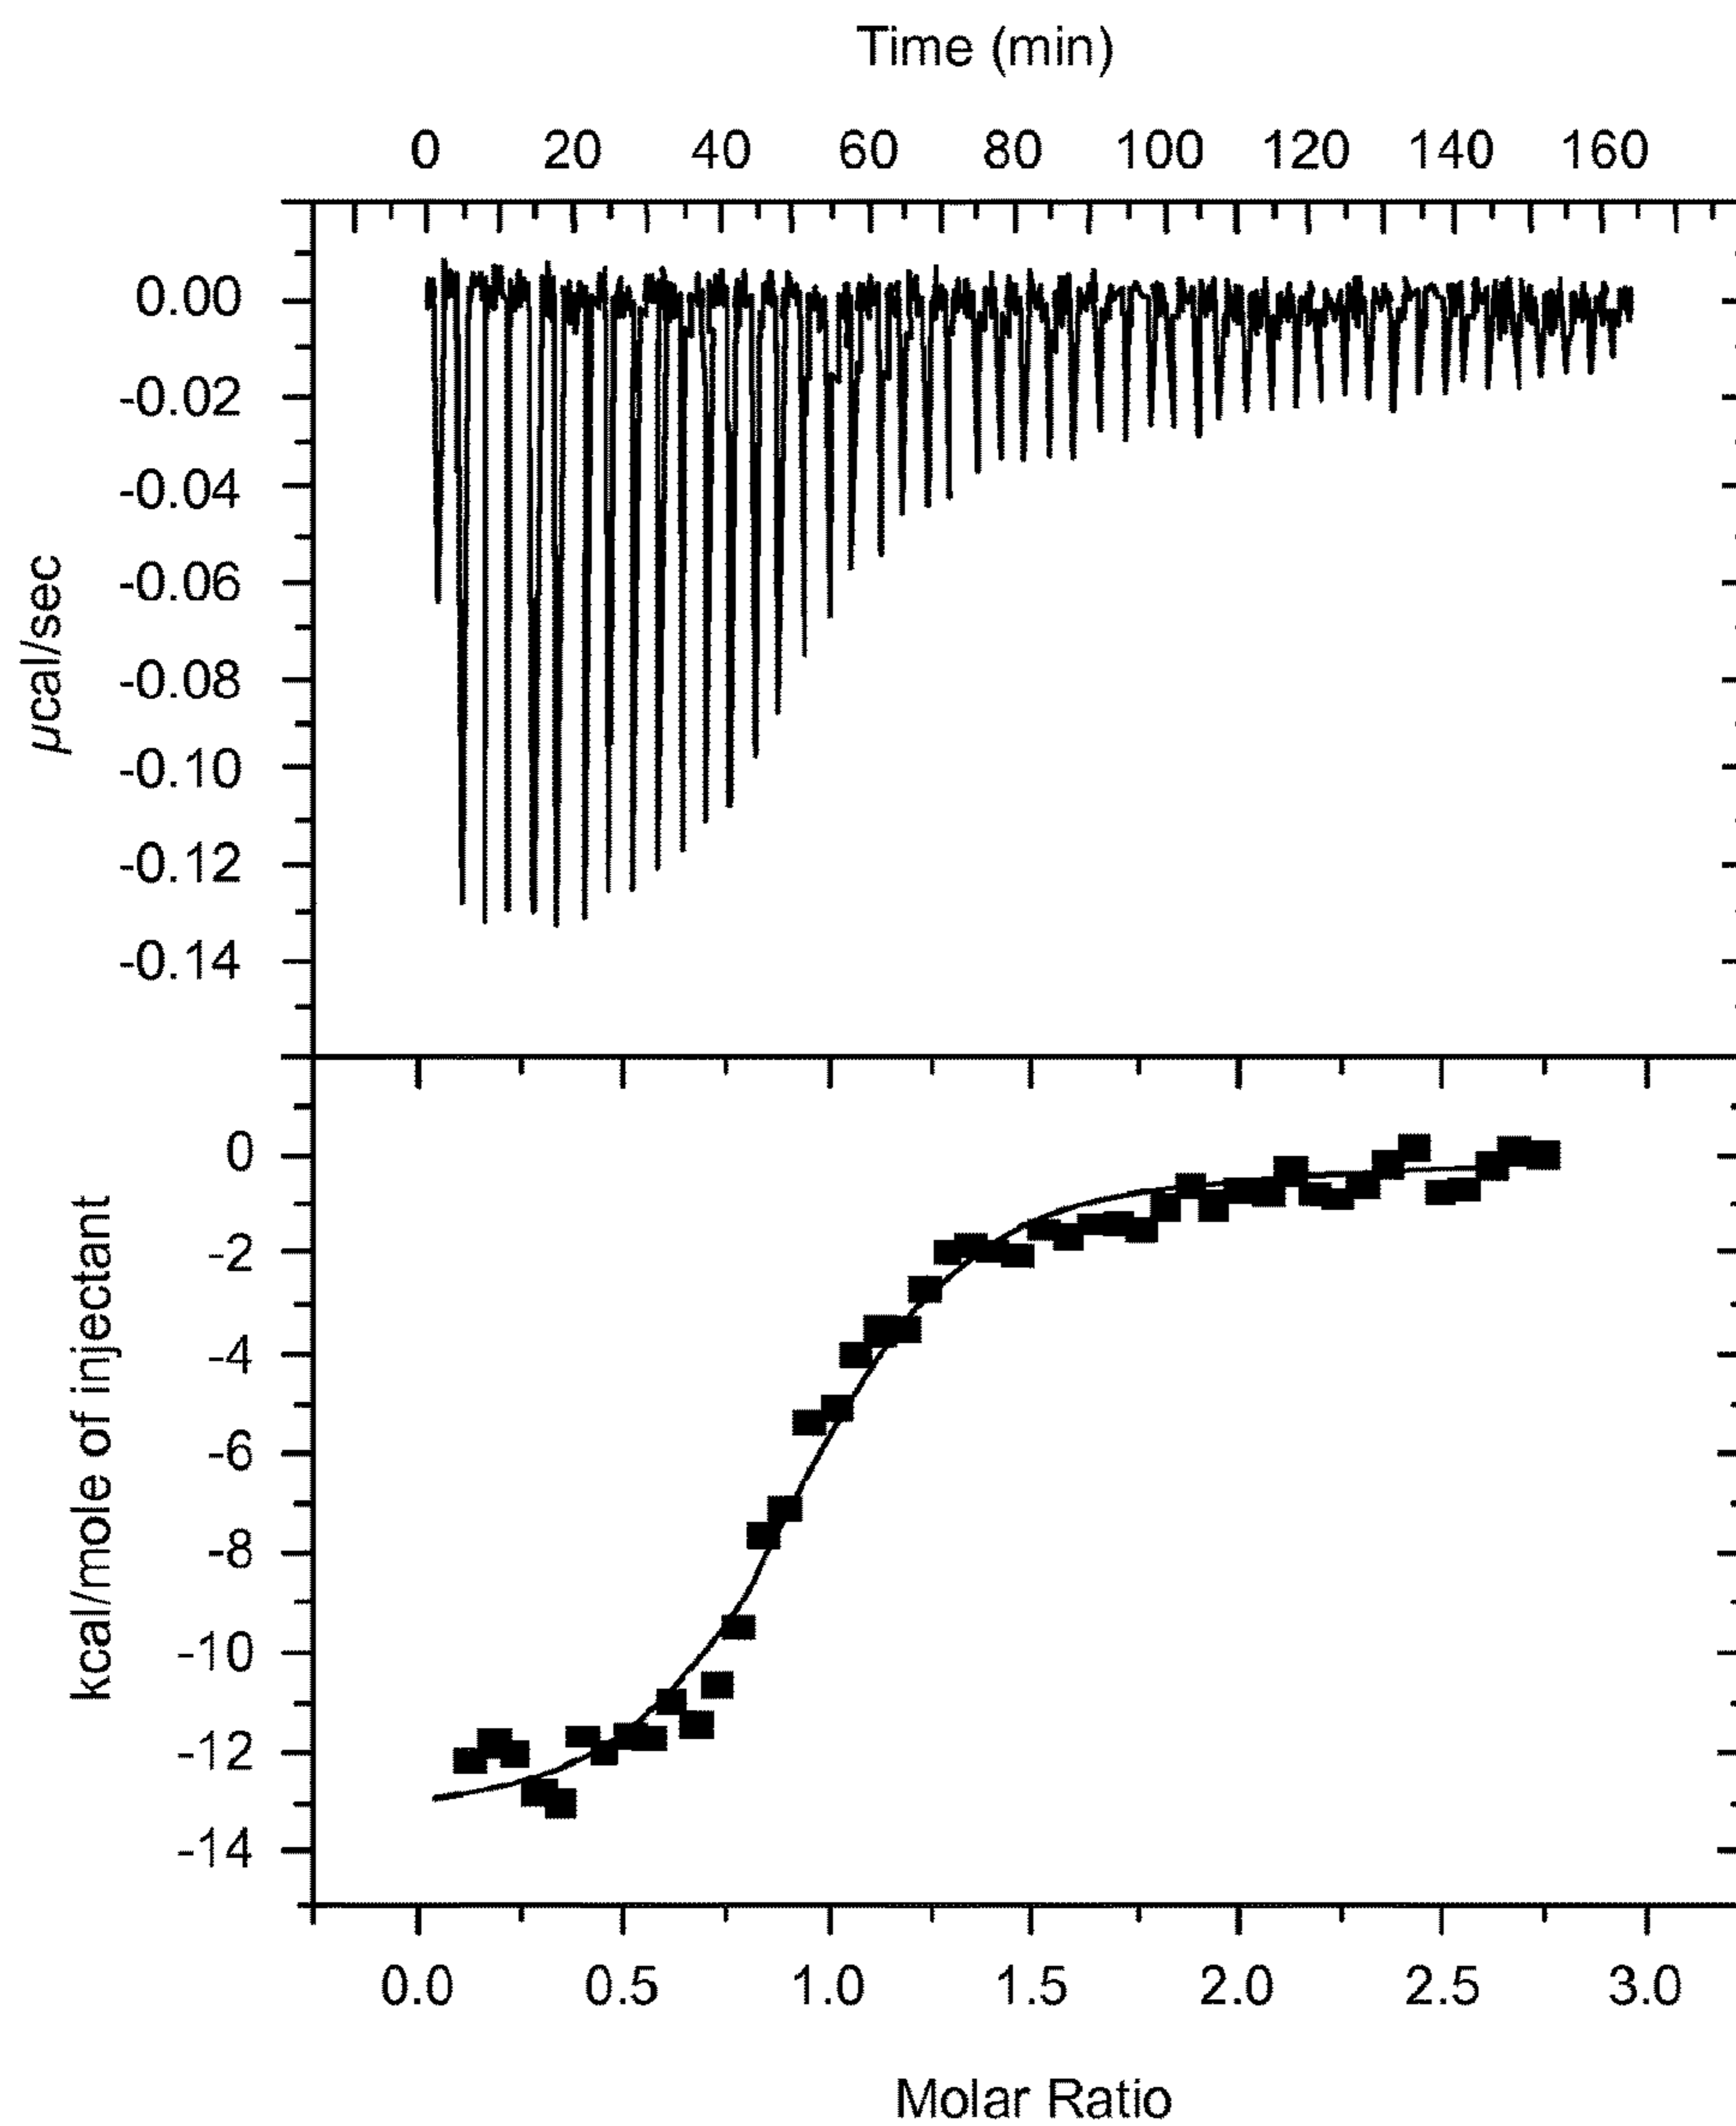 Time (min)
0 20 40 60 80 100 120 140 160
0.00
-0.02
-0.04
-0.06
-0.08
-0.10
-0.12
-0.14
µcal/sec
0
-2
-4
-6
-8
-10
-12
-14
kcal/mole of injectant
0.0 0.5 1.0 1.5 2.0 2.5 3.0
Molar Ratio